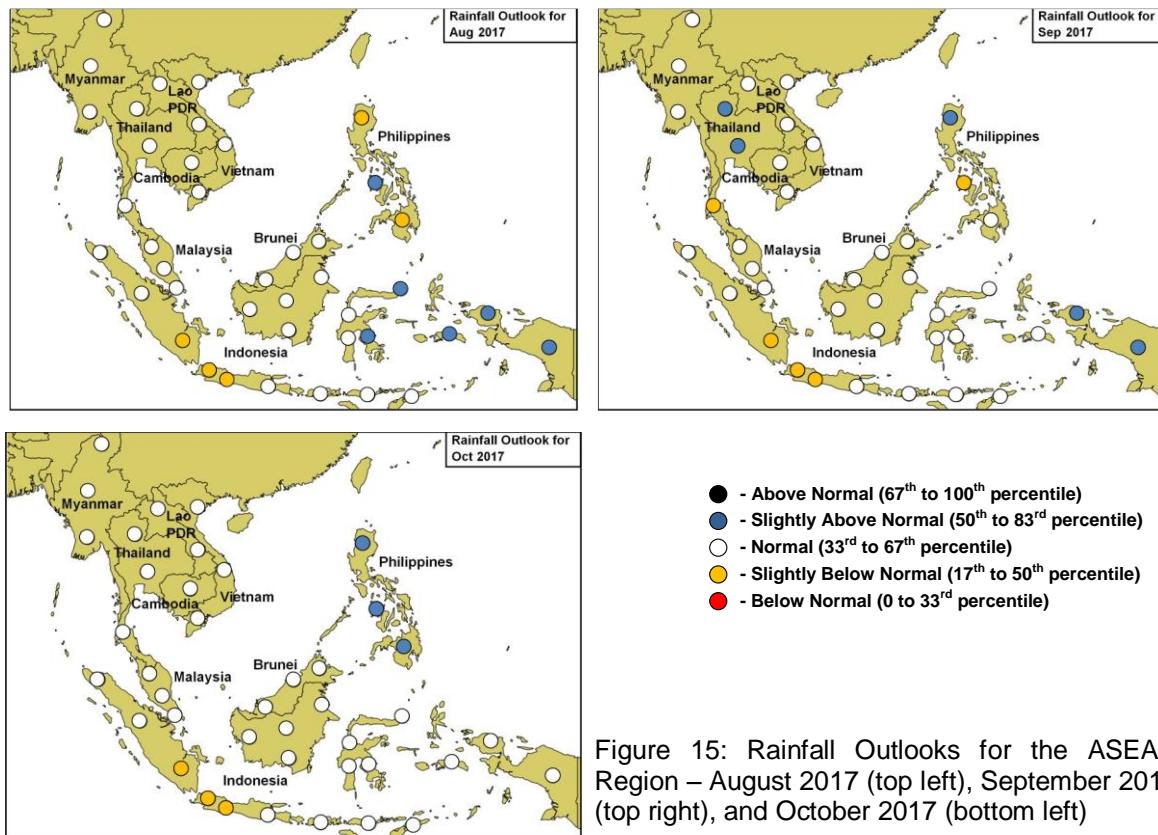 Rainfall Outlook for
Aug 2017
Myanmar
Lao
PDR
Thailand
Philippines
Cambodia
Vietnam
Brunei
Malaysia
Indonesia
Rainfall Outlook for
Sep 2017
Myanmar
Lao
PDR
Thailand
Philippines
Cambodia
Vietnam
Brunei
Malaysia
Indonesia
Rainfall Outlook for
Oct 2017
Myanmar
Lao
PDR
Thailand
Philippines
Cambodia
Vietnam
Brunei
Malaysia
Indonesia
- Above Normal (67th to 100th percentile)
- Slightly Above Normal (50th to 83rd percentile)
- Normal (33rd to 67th percentile)
- Slightly Below Normal (17th to 50th percentile)
- Below Normal (0 to 33rd percentile)
Figure 15: Rainfall Outlooks for the ASEA
Region – August 2017 (top left), September 201
(top right), and October 2017 (bottom left)